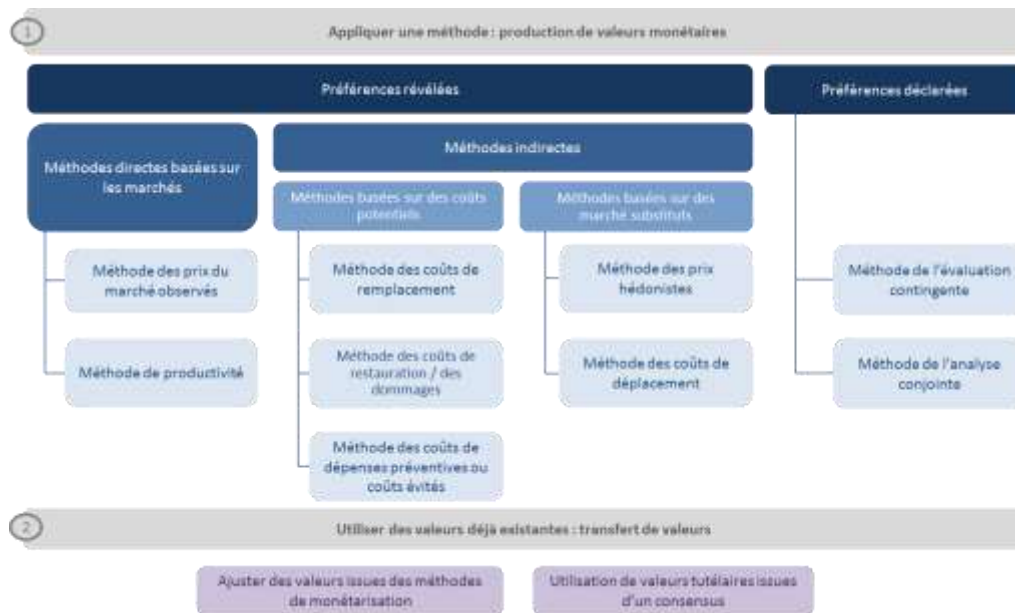 1
Appliquer une méthode : production de valeurs monétaires
Préférences révélées
Préférences déclarées
Méthodes directes basées sur
les marchés
Méthodes indirectes
Méthodes basées sur des coûts
potentiels
Méthodes basées sur des
marché substituts
Méthode des prix du
marché observés
Méthode de productivité
Méthode des coûts de
remplacement
Méthode des coûts de
restauration / des
dommages
Méthode des coûts de
dépenses préventives ou
coûts évités
Méthode des prix
hédonistes
Méthode des coûts de
déplacement
Méthode de l'évaluation
contingente
Méthode de l'analyse
conjointe
2
Utiliser des valeurs déjà existantes : transfert de valeurs
Ajuster des valeurs issues des méthodes
de monétarisation
Utilisation de valeurs tutélaires issues
d'un consensus